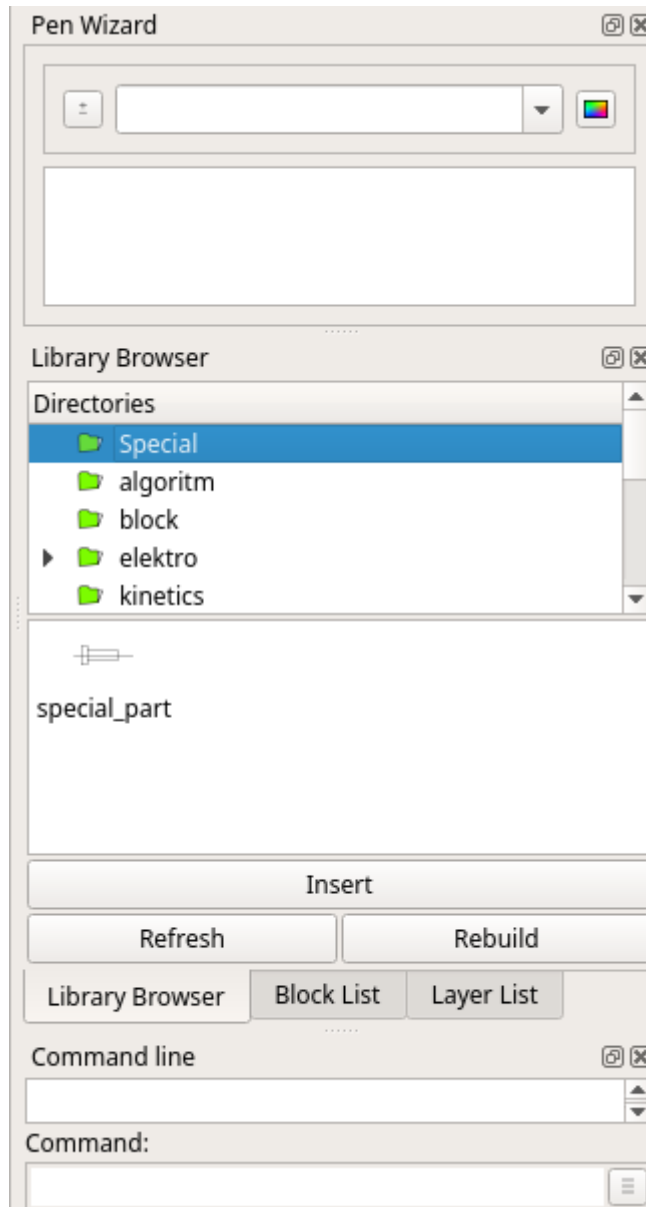 Pen Wizard
Library Browser
Directories
Special
algoritm
block
elektro
kinetics
special_part
Insert
Refresh Rebuild
Library Browser Block List Layer List
Command line
Command: